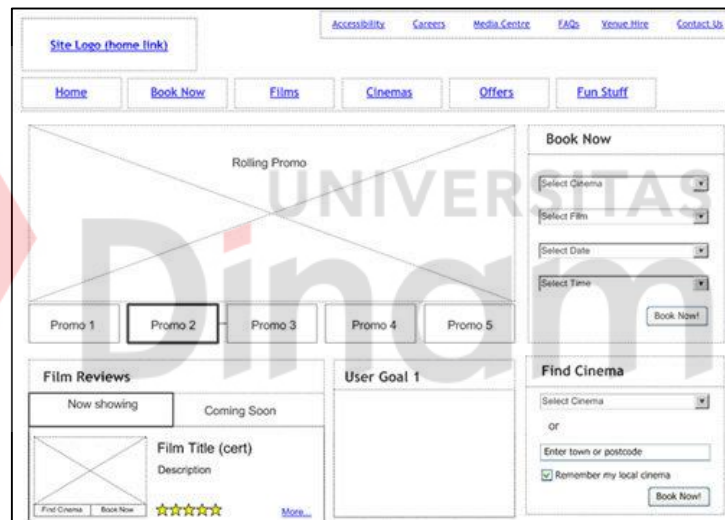 Accessibility Careers Media Centre FAQs Venue Hire Contact Us
Site Logo (home link)
Home Book Now Films Cinemas Offers Fun Stuff
Rolling Promo
Promo 1 Promo 2 Promo 3 Promo 4 Promo 5
Book Now
Select Cinema
Select Film
Select Date
Select Time
Book Now!
Film Reviews
Now showing Coming Soon
Film Title (cert)
Description
Find Cinema Book Now More...
User Goal 1
Find Cinema
Select Cinema
or
Enter town or postcode
Remember my local cinema
Book Now!
UNIVERSITAS
Dinam